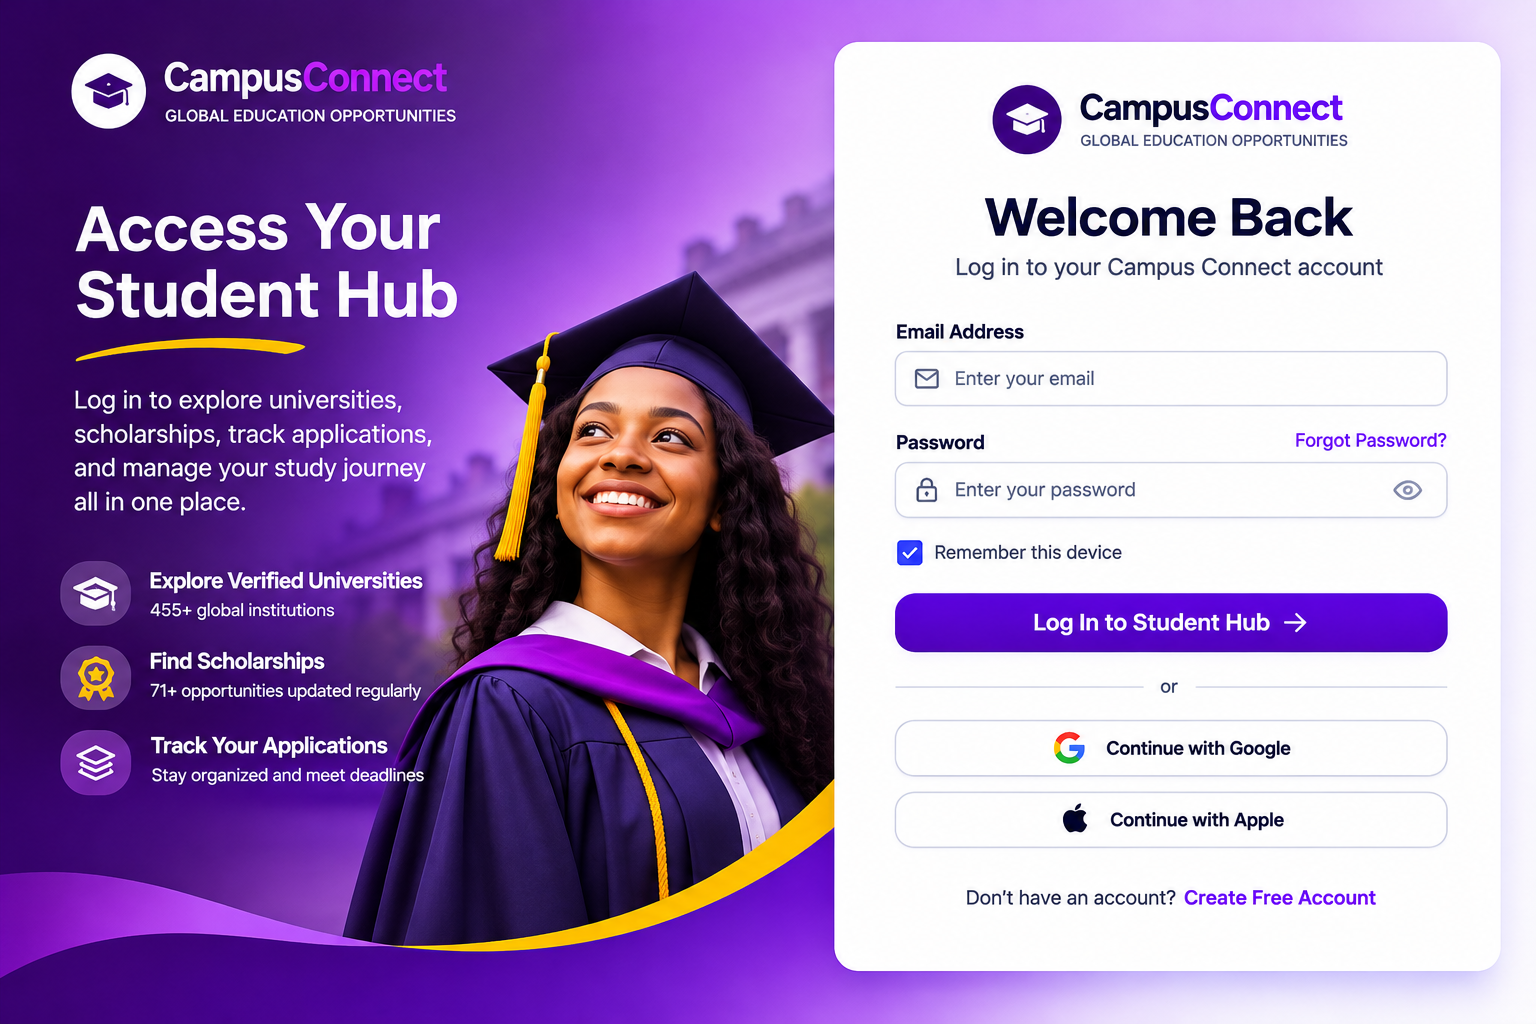 CampusConnect
GLOBAL EDUCATION OPPORTUNITIES
Access Your
Student Hub
Log in to explore universities,
scholarships, track applications,
and manage your study journey
all in one place.
Explore Verified Universities
455+ global institutions
Find Scholarships
71+ opportunities updated regularly
Track Your Applications
Stay organized and meet deadlines
CampusConnect
GLOBAL EDUCATION OPPORTUNITIES
Welcome Back
Log in to your Campus Connect account
Email Address
Enter your email
Password
Forgot Password?
Enter your password
Remember this device
Log In to Student Hub →
or
Continue with Google
Continue with Apple
Don't have an account? Create Free Account